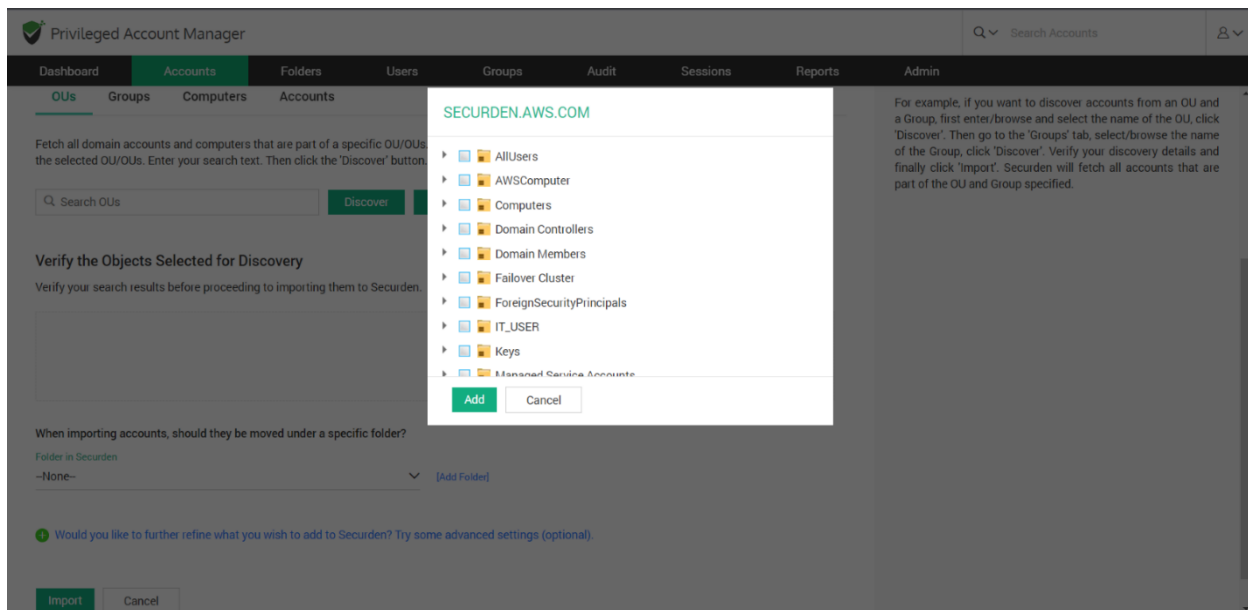 Privileged Account Manager
Search Accounts
Dashboard Accounts Folders Users Groups Audit Sessions Reports Admin
OUs Groups Computers Accounts
Fetch all domain accounts and computers that are part of a specific OU/OUs.
the selected OU/OUs. Enter your search text. Then click the 'Discover' button.
Search OUs
Discover
Verify the Objects Selected for Discovery
Verify your search results before proceeding to importing them to Securden.
When importing accounts, should they be moved under a specific folder?
Folder in Securden
--None--
[Add Folder]
Would you like to further refine what you wish to add to Securden? Try some advanced settings (optional).
Import Cancel
SECURDEN.AWS.COM
AllUsers
AWSComputer
Computers
Domain Controllers
Domain Members
Failover Cluster
ForeignSecurityPrincipals
IT_USER
Keys
Managed Service Accounts
Add Cancel
For example, if you want to discover accounts from an OU and
a Group, first enter/browse and select the name of the OU, click
'Discover'. Then go to the 'Groups' tab, select/browse the name
of the Group, click 'Discover'. Verify your discovery details and
finally click 'Import'. Securden will fetch all accounts that are
part of the OU and Group specified.